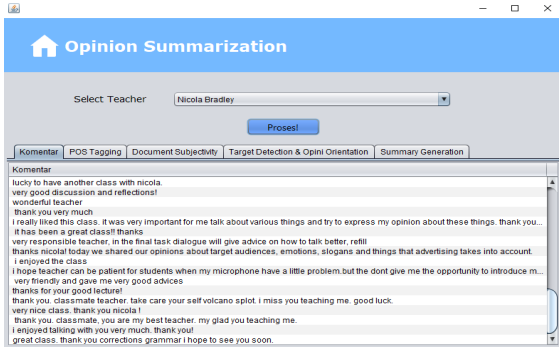 Opinion Summarization
Select Teacher
Nicola Bradley
Proses!
Komentar POS Tagging Document Subjectivity Target Detection & Opini Orientation Summary Generation
Komentar
lucky to have another class with nicola.
very good discussion and reflections!
wonderful teacher
thank you very much
i really liked this class. it was very important for me talk about various things and try to express my opinion about these things. thank you...
it has been a great class!! thanks
very responsible teacher, in the final task dialogue will give advice on how to talk better, refill
thanks nicola! today we shared our opinions about target audiences, emotions, slogans and things that advertising takes into account.
i enjoyed the class
i hope teacher can be patient for students when my microphone have a little problem.but the dont give me the opportunity to introduce m...
very friendly and gave me very good advices
thanks for your good lecture!
thank you. classmate teacher. take care your self volcano splot. i miss you teaching me. good luck.
very nice class. thank you nicola !
thank you. classmate, you are my best teacher. my glad you teaching me.
i enjoyed talking with you very much. thank you!
great class. thank you corrections grammar i hope to see you soon.